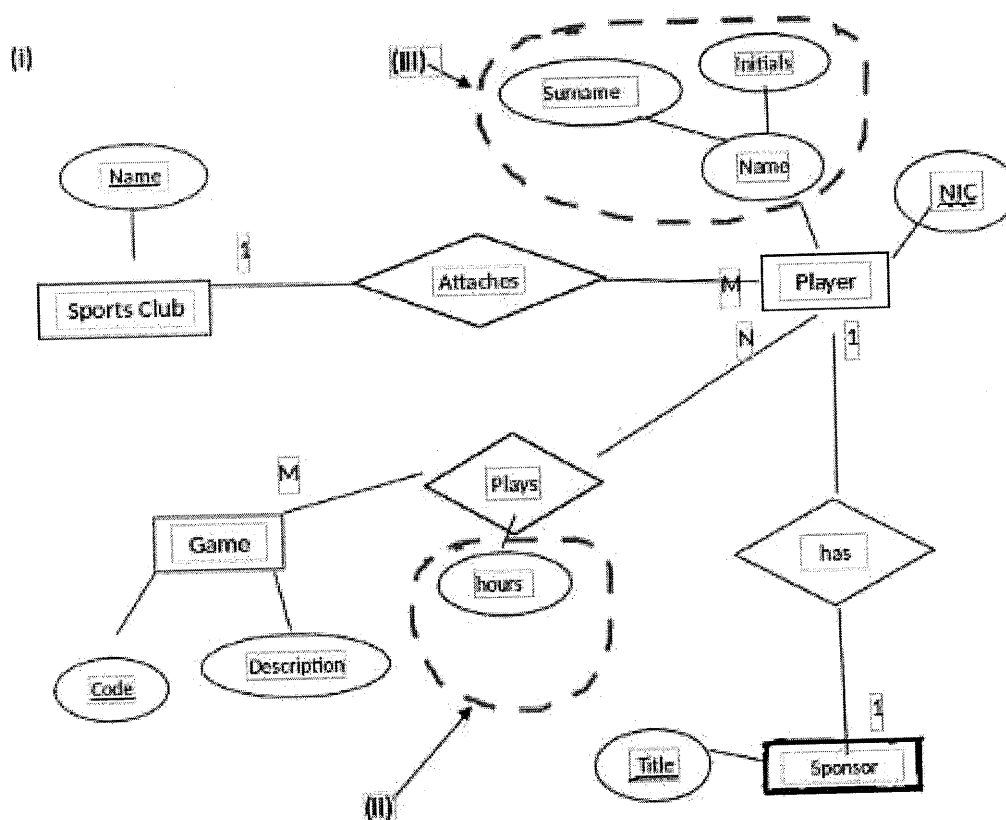 (i)
(iii)
Initials
Surname
Name
Name
NIC
1
Attaches
M
Player
Sports Club
N
1
M
Plays
Game
has
hours
Code
Description
1
Title
Sponsor
(ii)